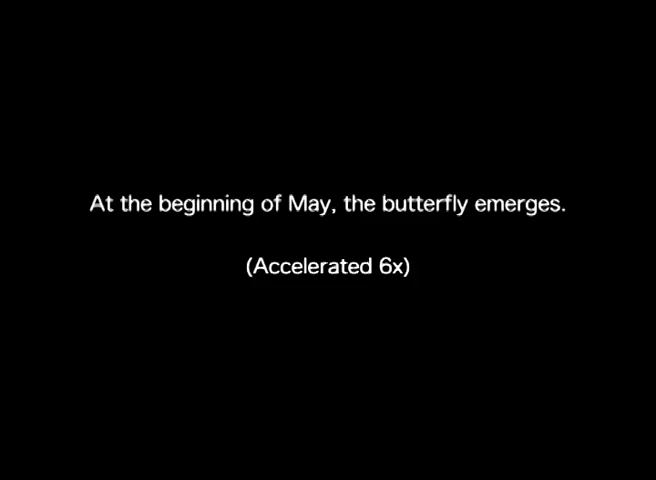 At the beginning of May, the butterfly emerges.
(Accelerated 6x)